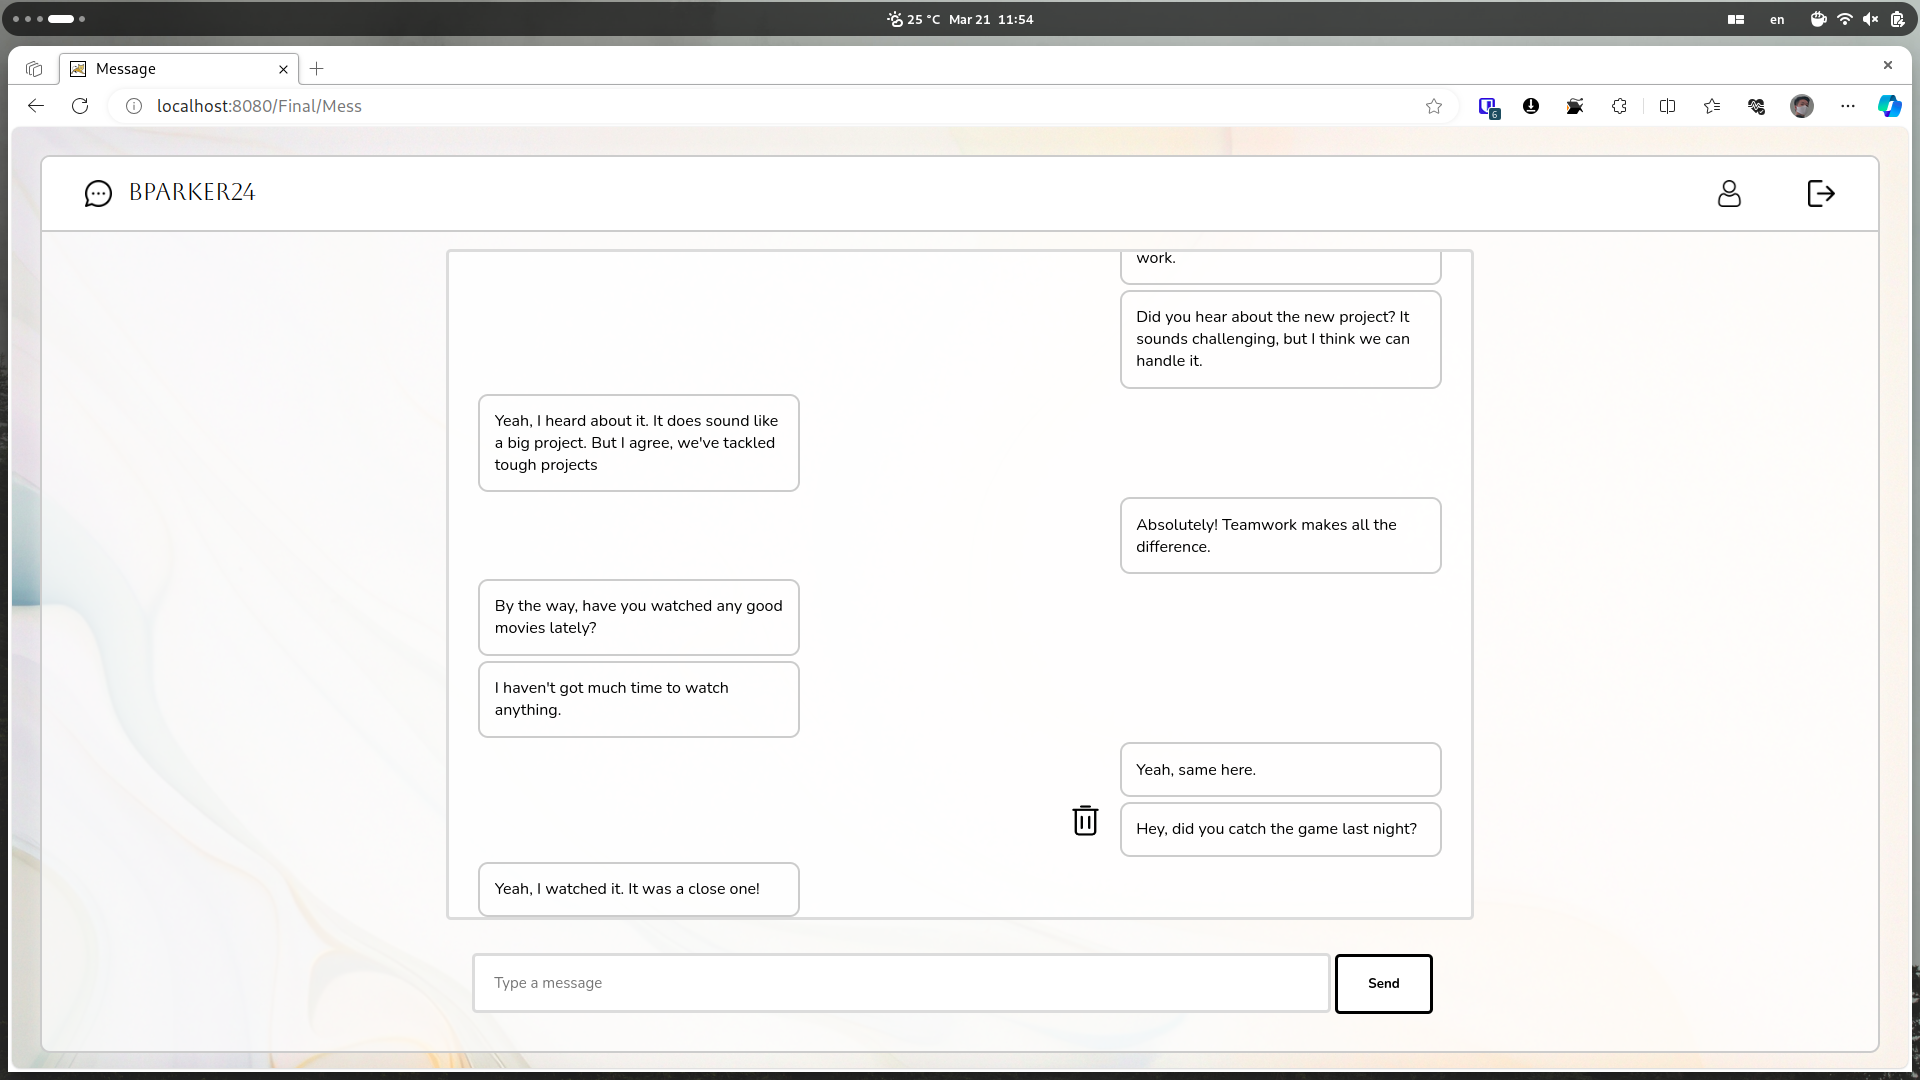 25 °C Mar 21 11:54
en
Message
localhost:8080/Final/Mess
6
BPARKER24
work.
Did you hear about the new project? It
sounds challenging, but I think we can
handle it.
Yeah, I heard about it. It does sound like
a big project. But I agree, we've tackled
tough projects
Absolutely! Teamwork makes all the
difference.
By the way, have you watched any good
movies lately?
I haven't got much time to watch
anything.
Yeah, same here.
Hey, did you catch the game last night?
Yeah, I watched it. It was a close one!
Type a message
Send